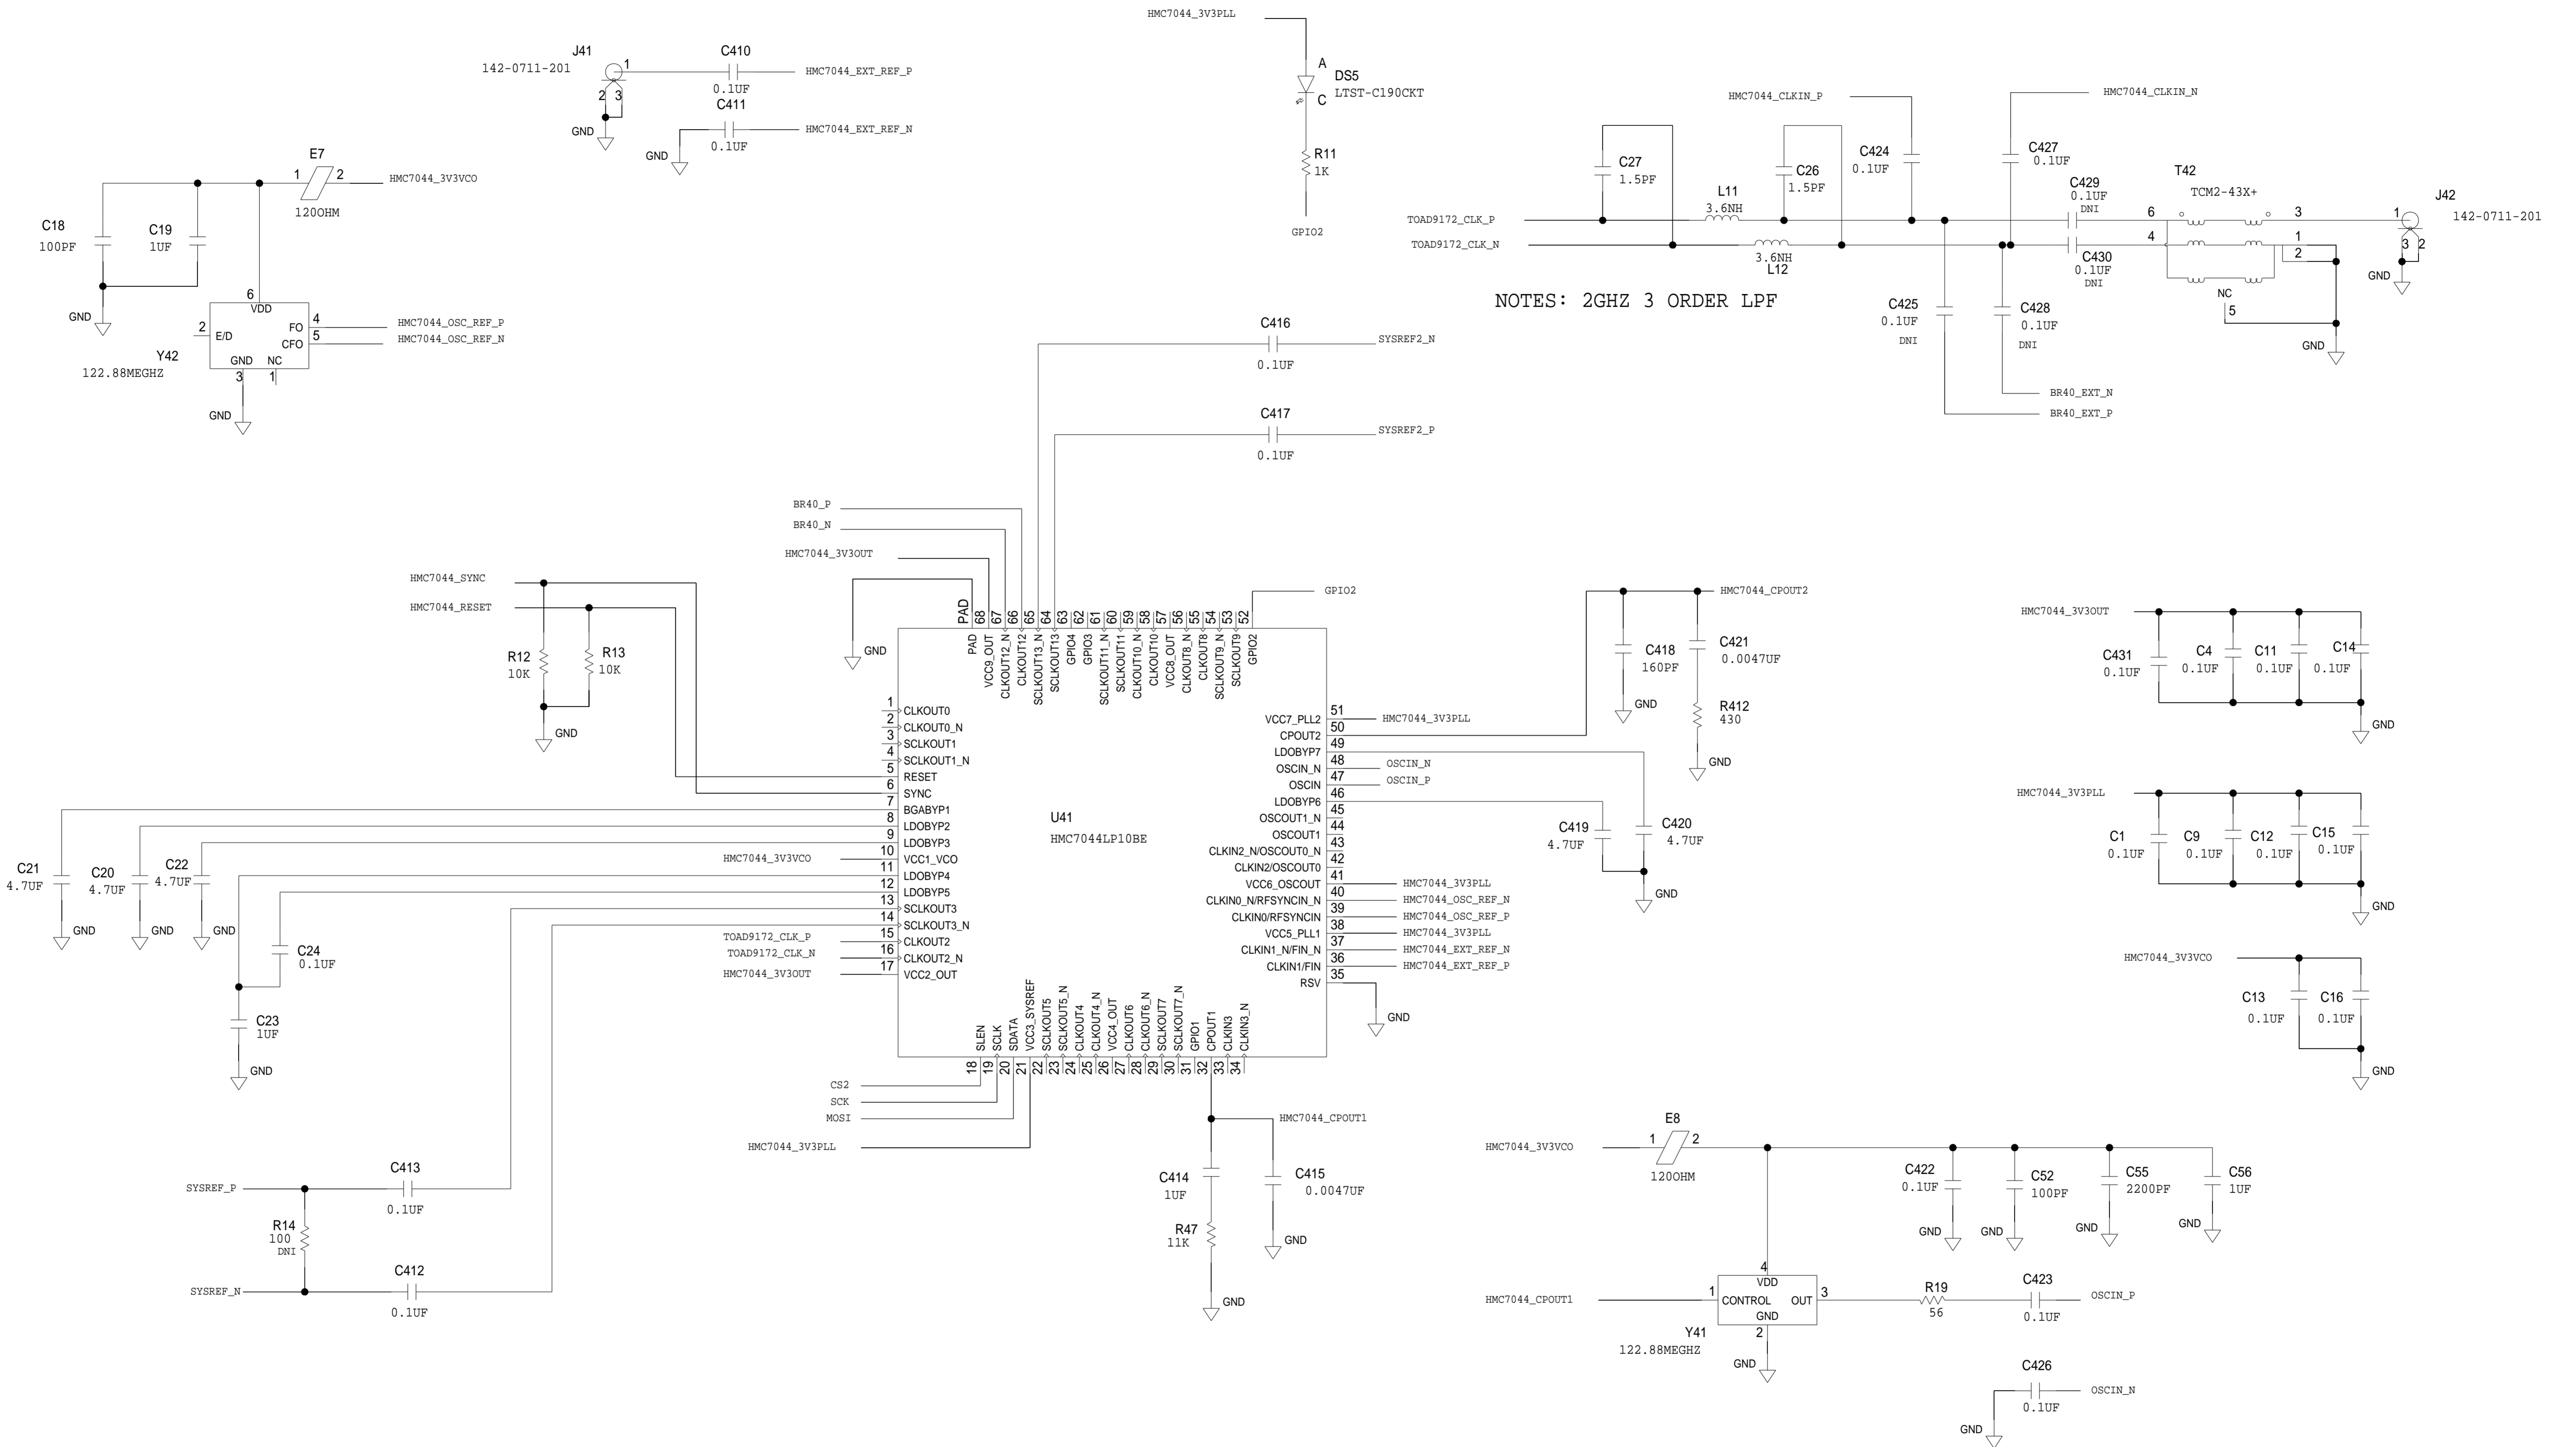 HMC7044_3V3PLL
J41
142-0711-201
1
2 3
GND
C410
0.1UF
HMC7044_EXT_REF_P
C411
0.1UF
HMC7044_EXT_REF_N
GND
A
C
DS5
LTST-C190CKT
R11
1K
GPIO2
E7
1 2
120OHM
HMC7044_3V3VCO
C18
100PF
C19
1UF
GND
6
VDD
2
E/D
FO
4
HMC7044_OSC_REF_P
CFO
5
HMC7044_OSC_REF_N
GND NC
3 1
Y42
122.88MEGHZ
GND
HMC7044_CLKIN_P
HMC7044_CLKIN_N
C27
1.5PF
C26
1.5PF
C424
0.1UF
C427
0.1UF
L11
3.6NH
C429
0.1UF
DNI
T42
TCM2-43X+
J42
142-0711-201
TOAD9172_CLK_P
TOAD9172_CLK_N
3.6NH
L12
C430
0.1UF
DNI
6
4
3
1
2
NC
5
1
3 2
GND
GND
NOTES: 2GHZ 3 ORDER LPF
C425
0.1UF
DNI
C428
0.1UF
DNI
BR40_EXT_N
BR40_EXT_P
C416
0.1UF
SYSREF2_N
C417
0.1UF
SYSREF2_P
BR40_P
BR40_N
HMC7044_3V3OUT
HMC7044_SYNC
HMC7044_RESET
R12
10K
R13
10K
GND
GND
GPIO2
PAD
68
67
66
65
64
63
62
61
60
59
58
57
56
55
54
53
52
PAD
VCC9_OUT
CLKOUT12_N
CLKOUT12
SCLKOUT13_N
SCLKOUT13
GPIO4
GPIO3
SCLKOUT11_N
SCLKOUT11
CLKOUT10_N
CLKOUT10
VCC8_OUT
CLKOUT8_N
CLKOUT8
SCLKOUT9_N
SCLKOUT9
GPIO2
1 CLKOUT0
2 CLKOUT0_N
3 SCLKOUT1
4 SCLKOUT1_N
5 RESET
6 SYNC
7 BGABYP1
8 LDOBYP2
9 LDOBYP3
HMC7044_3V3VCO 10 VCC1_VCO
11 LDOBYP4
12 LDOBYP5
13 SCLKOUT3
14 SCLKOUT3_N
TOAD9172_CLK_P 15 CLKOUT2
TOAD9172_CLK_N 16 CLKOUT2_N
HMC7044_3V3OUT 17 VCC2_OUT
U41
HMC7044LP10BE
VCC7_PLL2 51 HMC7044_3V3PLL
CPOUT2 50
LDOBYP7 49
OSCIN_N 48 OSCIN_N
OSCIN 47 OSCIN_P
LDOBYP6 46
OSCOUT1_N 45
OSCOUT1 44
CLKIN2_N/OSCOUT0_N 43
CLKIN2/OSCOUT0 42
VCC6_OSCOUT 41 HMC7044_3V3PLL
CLKIN0_N/RFSYNCIN_N 40 HMC7044_OSC_REF_N
CLKIN0/RFSYNCIN 39 HMC7044_OSC_REF_P
VCC5_PLL1 38 HMC7044_3V3PLL
CLKIN1_N/FIN_N 37 HMC7044_EXT_REF_N
CLKIN1/FIN 36 HMC7044_EXT_REF_P
RSV 35
GND
SLEN
SCLK
SDATA
VCC3_SYSREF
SCLKOUT5
SCLKOUT5_N
CLKOUT4
CLKOUT4_N
VCC4_OUT
CLKOUT6
CLKOUT6_N
SCLKOUT7
SCLKOUT7_N
GPIO1
CPOUT1
CLKIN3
CLKIN3_N
18
19
20
21
22
23
24
25
26
27
28
29
30
31
32
33
34
C21
4.7UF
GND
C20
4.7UF
GND
C22
4.7UF
GND
C24
0.1UF
C23
1UF
GND
HMC7044_CPOUT2
C418
160PF
GND
C421
0.0047UF
R412
430
GND
C419
4.7UF
C420
4.7UF
GND
HMC7044_3V3OUT
C431
0.1UF
C4
0.1UF
C11
0.1UF
C14
0.1UF
GND
HMC7044_3V3PLL
C1
0.1UF
C9
0.1UF
C12
0.1UF
C15
0.1UF
GND
HMC7044_3V3VCO
C13
0.1UF
C16
0.1UF
GND
CS2
SCK
MOSI
HMC7044_3V3PLL
HMC7044_CPOUT1
C414
1UF
C415
0.0047UF
R47
11K
GND
GND
SYSREF_P
C413
0.1UF
R14
100
DNI
SYSREF_N
C412
0.1UF
HMC7044_3V3VCO
E8
1 2
120OHM
C422
0.1UF
GND
C52
100PF
GND
C55
2200PF
GND
C56
1UF
GND
HMC7044_CPOUT1
4
VDD
1
CONTROL OUT
3
GND
2
Y41
122.88MEGHZ
GND
R19
56
C423
0.1UF
OSCIN_P
C426
0.1UF
OSCIN_N
GND